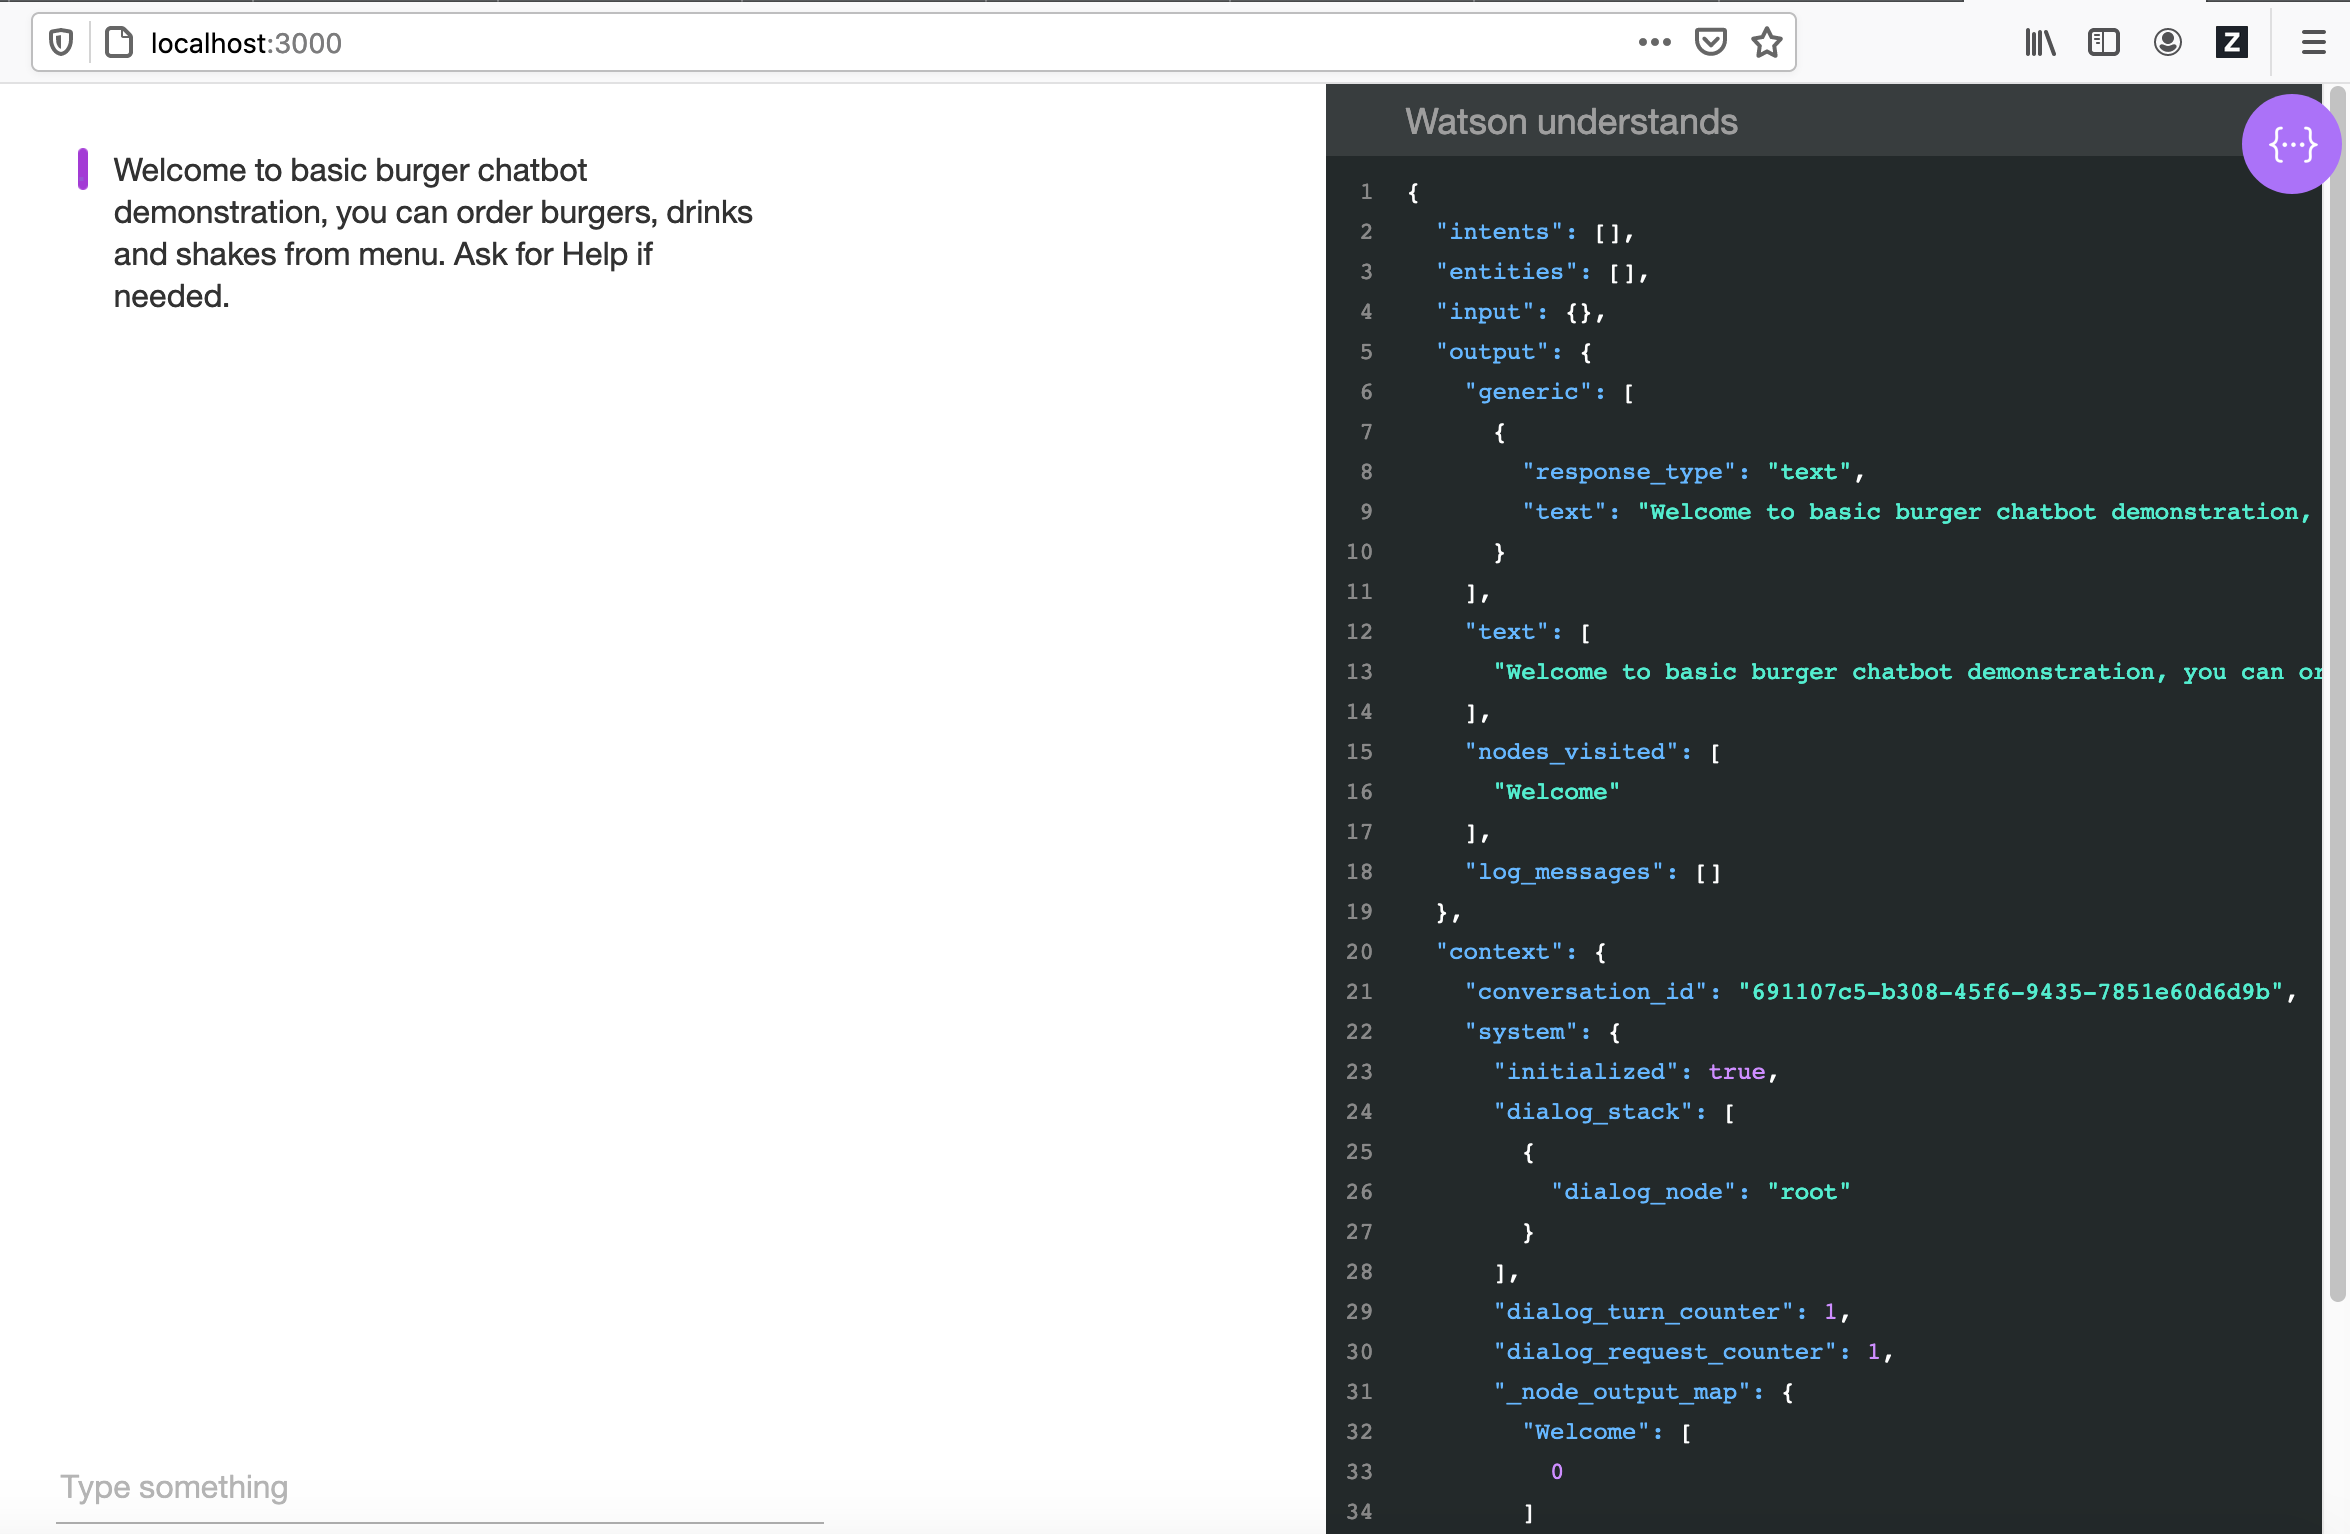 localhost:3000
Z
Welcome to basic burger chatbot
demonstration, you can order burgers, drinks
and shakes from menu. Ask for Help if
needed.
Type something
Watson understands
{...}
1 {
2 "intents": [],
3 "entities": [],
4 "input": {},
5 "output": {
6 "generic": [
7 {
8 "response_type": "text",
9 "text": "Welcome to basic burger chatbot demonstration,
10 }
11 ],
12 "text": [
13 "Welcome to basic burger chatbot demonstration, you can or
14 ],
15 "nodes_visited": [
16 "Welcome"
17 ],
18 "log_messages": []
19 },
20 "context": {
21 "conversation_id": "691107c5-b308-45f6-9435-7851e60d6d9b",
22 "system": {
23 "initialized": true,
24 "dialog_stack": [
25 {
26 "dialog_node": "root"
27 }
28 ],
29 "dialog_turn_counter": 1,
30 "dialog_request_counter": 1,
31 "_node_output_map": {
32 "Welcome": [
33 0
34 ]